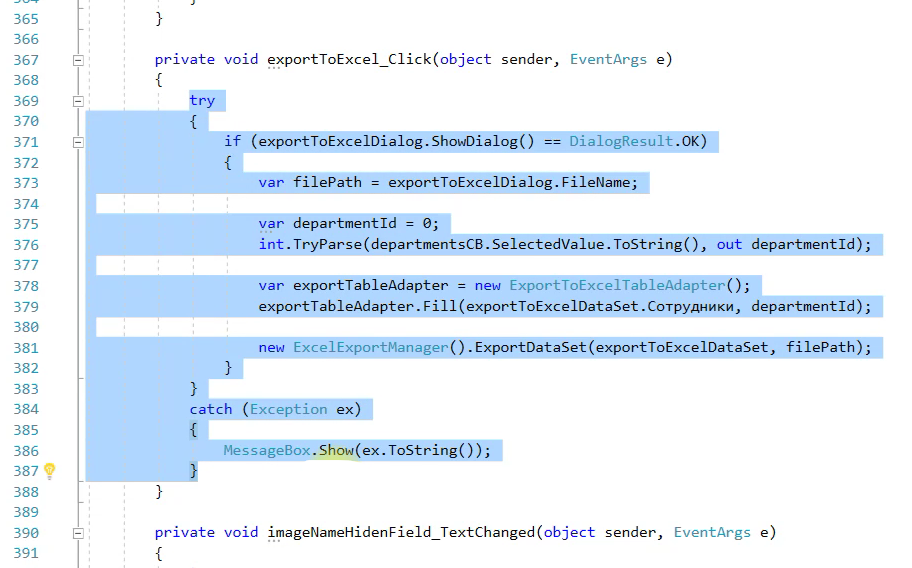 365 }
366
367 private void exportToExcel_Click(object sender, EventArgs e)
368 {
369 try
370 {
371 if (exportToExcelDialog.ShowDialog() == DialogResult.OK)
372 {
373 var filePath = exportToExcelDialog.FileName;
374
375 var departmentId = 0;
376 int.TryParse(departmentsCB.SelectedValue.ToString(), out departmentId);
377
378 var exportTableAdapter = new ExportToExcelTableAdapter();
379 exportTableAdapter.Fill(exportToExcelDataSet.Сотрудники, departmentId);
380
381 new ExcelExportManager().ExportDataSet(exportToExcelDataSet, filePath);
382 }
383 }
384 catch (Exception ex)
385 {
386 MessageBox.Show(ex.ToString());
387 }
388 }
389
390 private void imageNameHidenField_TextChanged(object sender, EventArgs e)
391 {